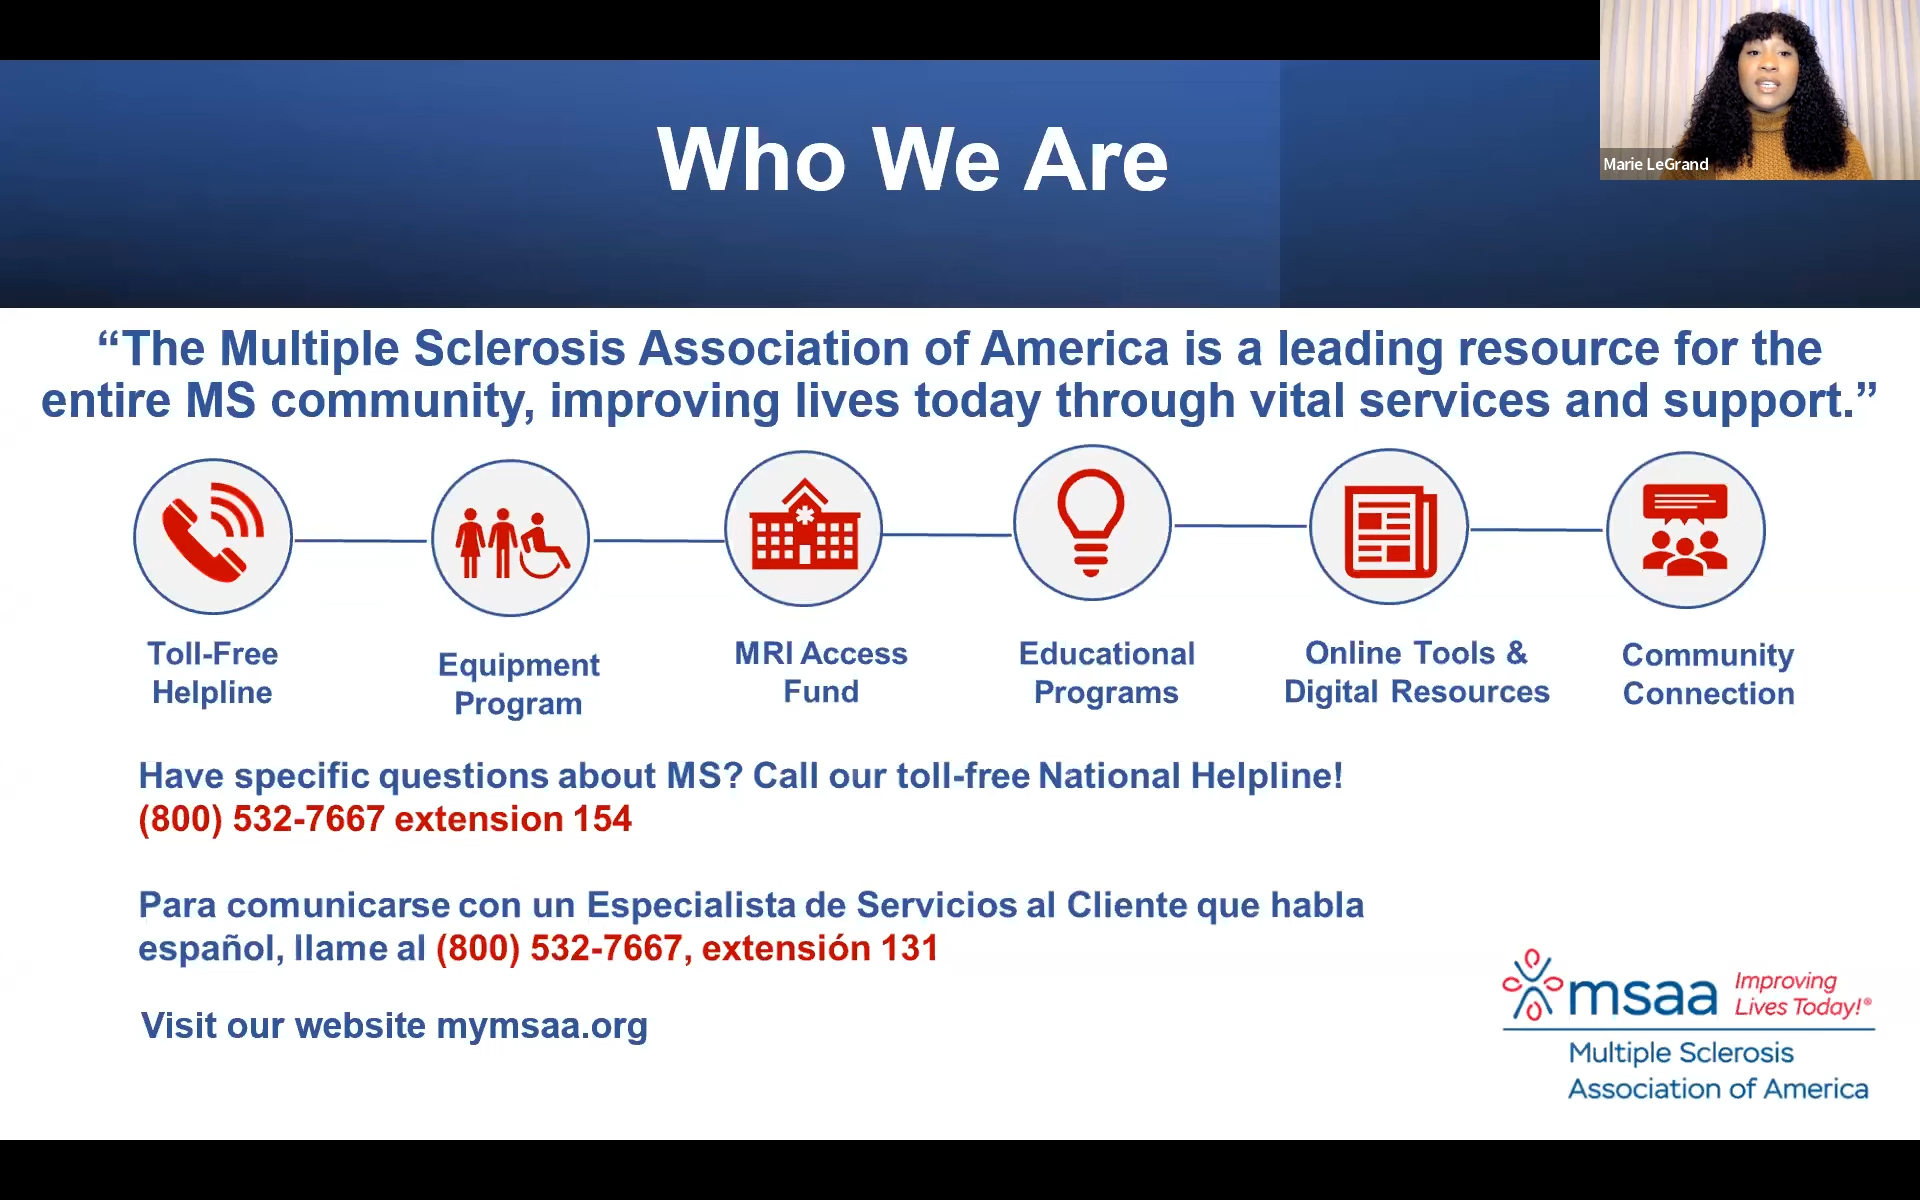 Who We Are
Marie LeGrand
“The Multiple Sclerosis Association of America is a leading resource for the
entire MS community, improving lives today through vital services and support.”
Toll-Free
Helpline
Equipment
Program
MRI Access
Fund
Educational
Programs
Online Tools &
Digital Resources
Community
Connection
Have specific questions about MS? Call our toll-free National Helpline!
(800) 532-7667 extension 154
Para comunicarse con un Especialista de Servicios al Cliente que habla
español, llame al (800) 532-7667, extensión 131
Visit our website mymsaa.org
msaa
Improving
Lives Today!®
Multiple Sclerosis
Association of America